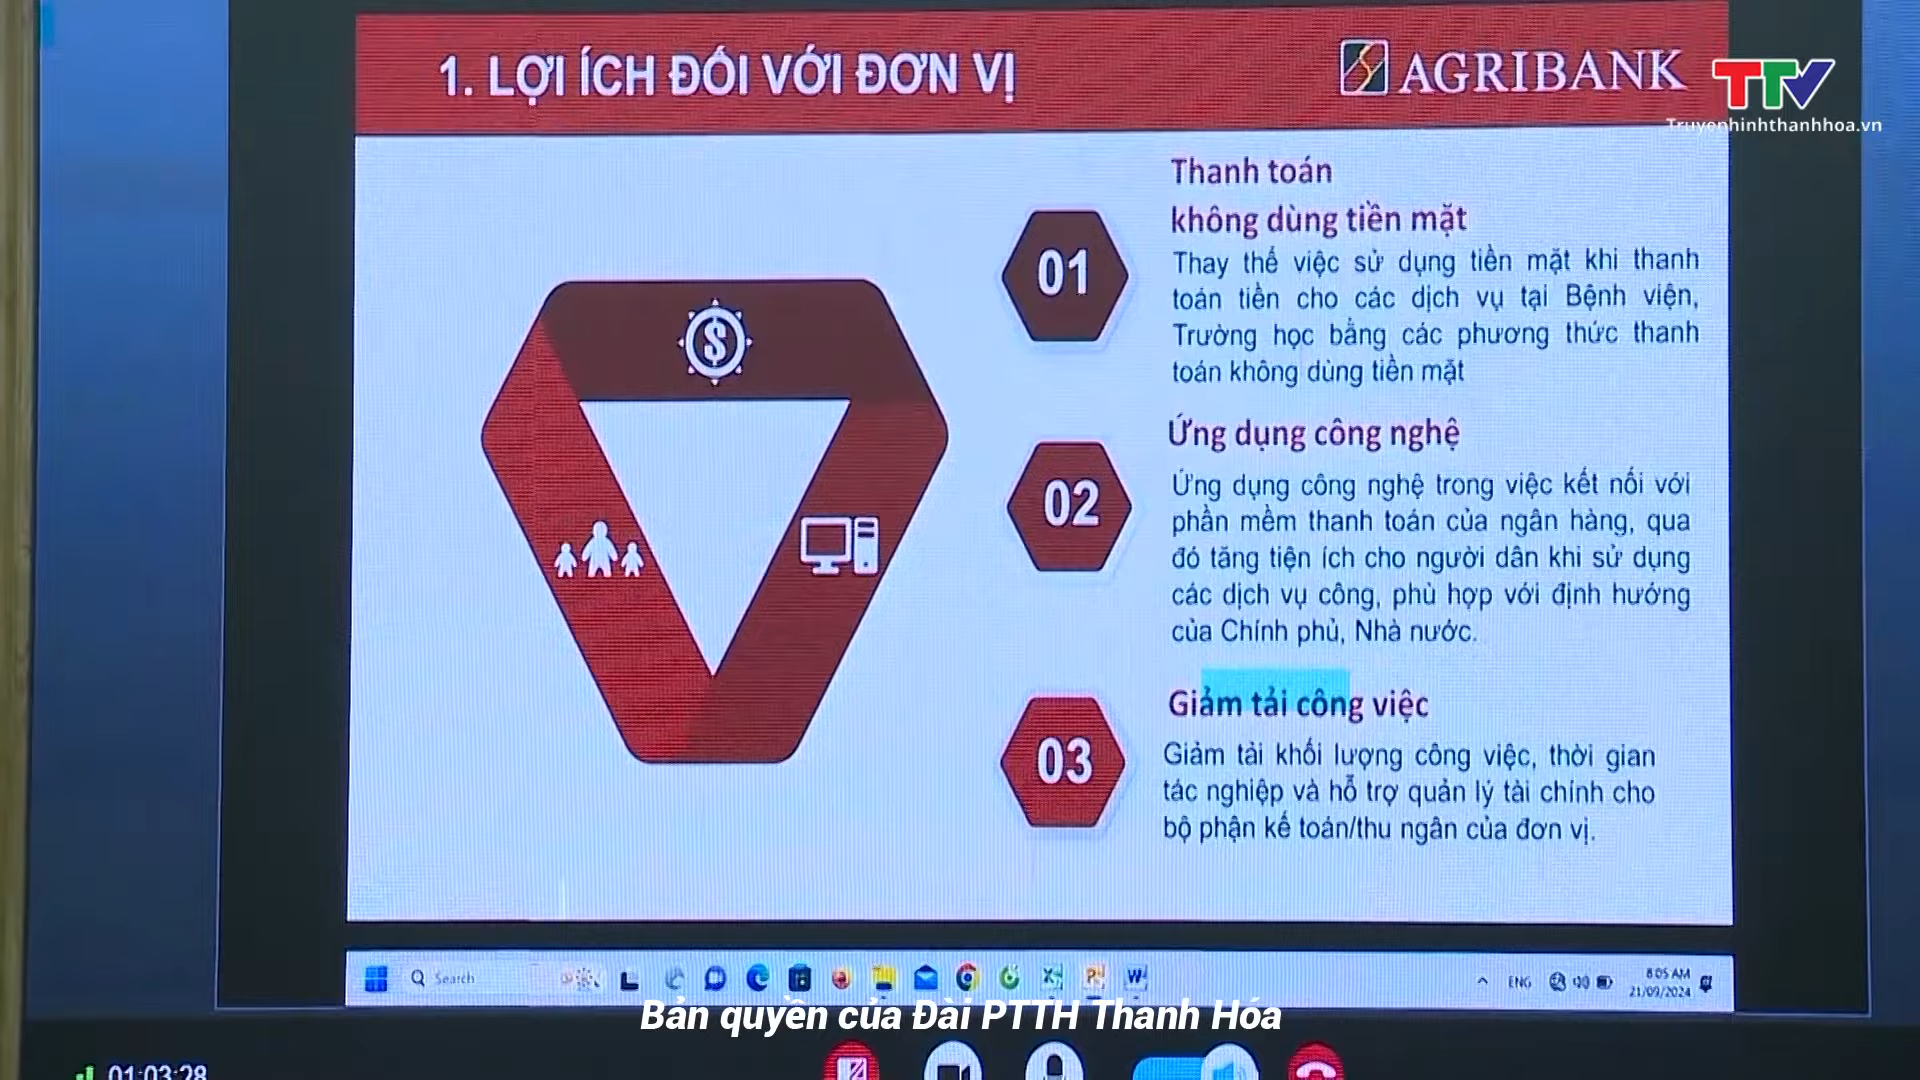 1. LỢI ÍCH ĐỐI VỚI ĐƠN VỊ
AGRIBANK
TTV
Truyenhinhthanhhoa.vn
Thanh toán
không dùng tiền mặt
01
Thay thế việc sử dụng tiền mặt khi thanh
toán tiền cho các dịch vụ tại Bệnh viện,
Trường học bằng các phương thức thanh
toán không dùng tiền mặt
Ứng dụng công nghệ
02
Ứng dụng công nghệ trong việc kết nối với
phần mềm thanh toán của ngân hàng, qua
đó tăng tiện ích cho người dân khi sử dụng
các dịch vụ công, phù hợp với định hướng
của Chính phủ, Nhà nước.
Giảm tải công việc
03
Giảm tải khối lượng công việc, thời gian
tác nghiệp và hỗ trợ quản lý tài chính cho
bộ phận kế toán/thu ngân của đơn vị.
Search
ENG
8:05 AM
21/09/2024
Bản quyền của Đài PTTH Thanh Hóa
01:03:28